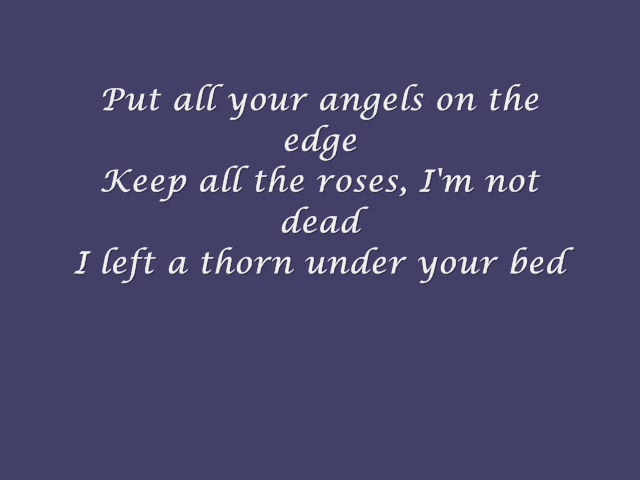 Put all your angels on the
edge
Keep all the roses, I'm not
dead
I left a thorn under your bed